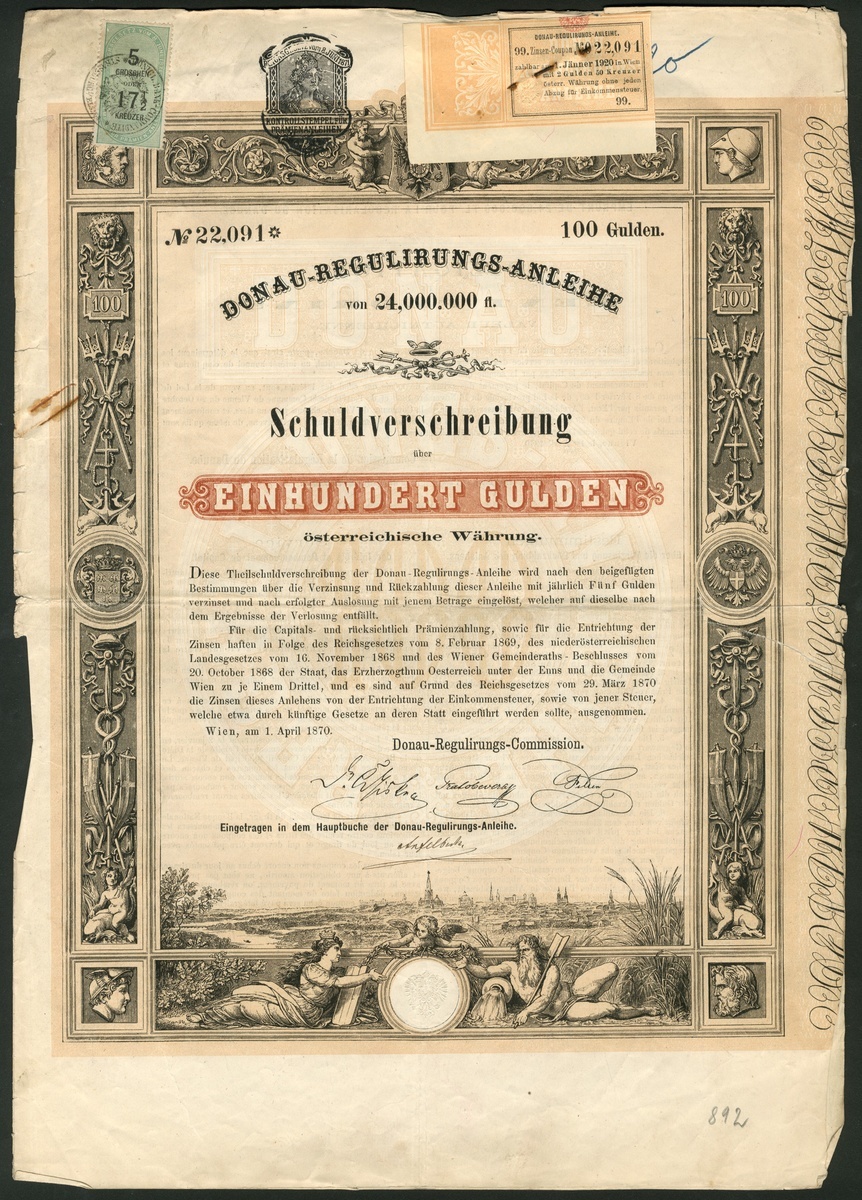 5
GROSCHEN
ODER
17½
KREUZER
KONTROLLSTEMPEL FÜR
PRÄMIENANLEIHEN
DONAU-REGULIRUNGS-ANLEIHE.
99. Zinsen-Coupon № 22,091
zahlbar am 1. Jänner 1920 in Wien
mit 2 Gulden 50 Kreuzer
österr. Währung ohne jeden
Abzug für Einkommensteuer.
99.
№ 22,091
100 Gulden.
DONAU-REGULIRUNGS-ANLEIHE
von 24,000.000 fl.
100
100
Schuldverschreibung
über
EINHUNDERT GULDEN
österreichische Währung.
Diese Theilschuldverschreibung der Donau-Regulirungs-Anleihe wird nach den beigefügten
Bestimmungen über die Verzinsung und Rückzahlung dieser Anleihe mit jährlich Fünf Gulden
verzinset und nach erfolgter Auslosung mit jenem Betrage eingelöst, welcher auf dieselbe nach
dem Ergebnisse der Verlosung entfällt.
Für die Capitals- und rücksichtlich Prämienzahlung, sowie für die Entrichtung der
Zinsen haften in Folge des Reichsgesetzes vom 8. Februar 1869, des niederösterreichischen
Landesgesetzes vom 16. November 1868 und des Wiener Gemeinderaths-Beschlusses vom
20. October 1868 der Staat, das Erzherzogthum Oesterreich unter der Enns und die Gemeinde
Wien zu je Einem Drittel, und es sind auf Grund des Reichsgesetzes vom 29. März 1870
die Zinsen dieses Anlehens von der Entrichtung der Einkommensteuer, sowie von jener Steuer,
welche etwa durch künftige Gesetze an deren Statt eingeführt werden sollte, ausgenommen.
Wien, am 1. April 1870.
Donau-Regulirungs-Commission.
Eingetragen in dem Hauptbuche der Donau-Regulirungs-Anleihe.
892